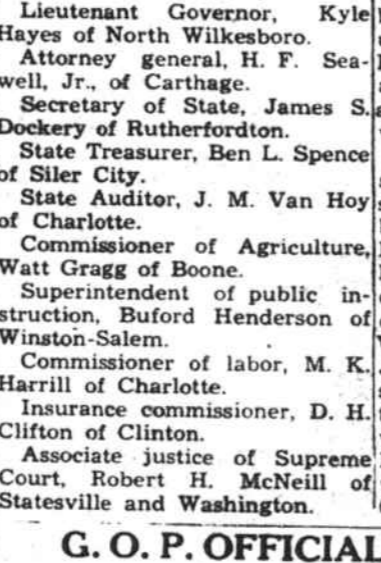 Lieutenant Governor, Kyle
Hayes of North Wilkesboro.
Attorney general, H. F. Sea-
well, Jr., of Carthage.
Secretary of State, James S.
Dockery of Rutherfordton.
State Treasurer, Ben L. Spence
of Siler City.
State Auditor, J. M. Van Hoy
of Charlotte.
Commissioner of Agriculture,
Watt Gragg of Boone.
Superintendent of public in-
struction, Buford Henderson of
Winston-Salem.
Commissioner of labor, M. K.
Harrill of Charlotte.
Insurance commissioner, D. H.
Clifton of Clinton.
Associate justice of Supreme
Court, Robert H. McNeill of
Statesville and Washington.
G. O. P. OFFICIAL